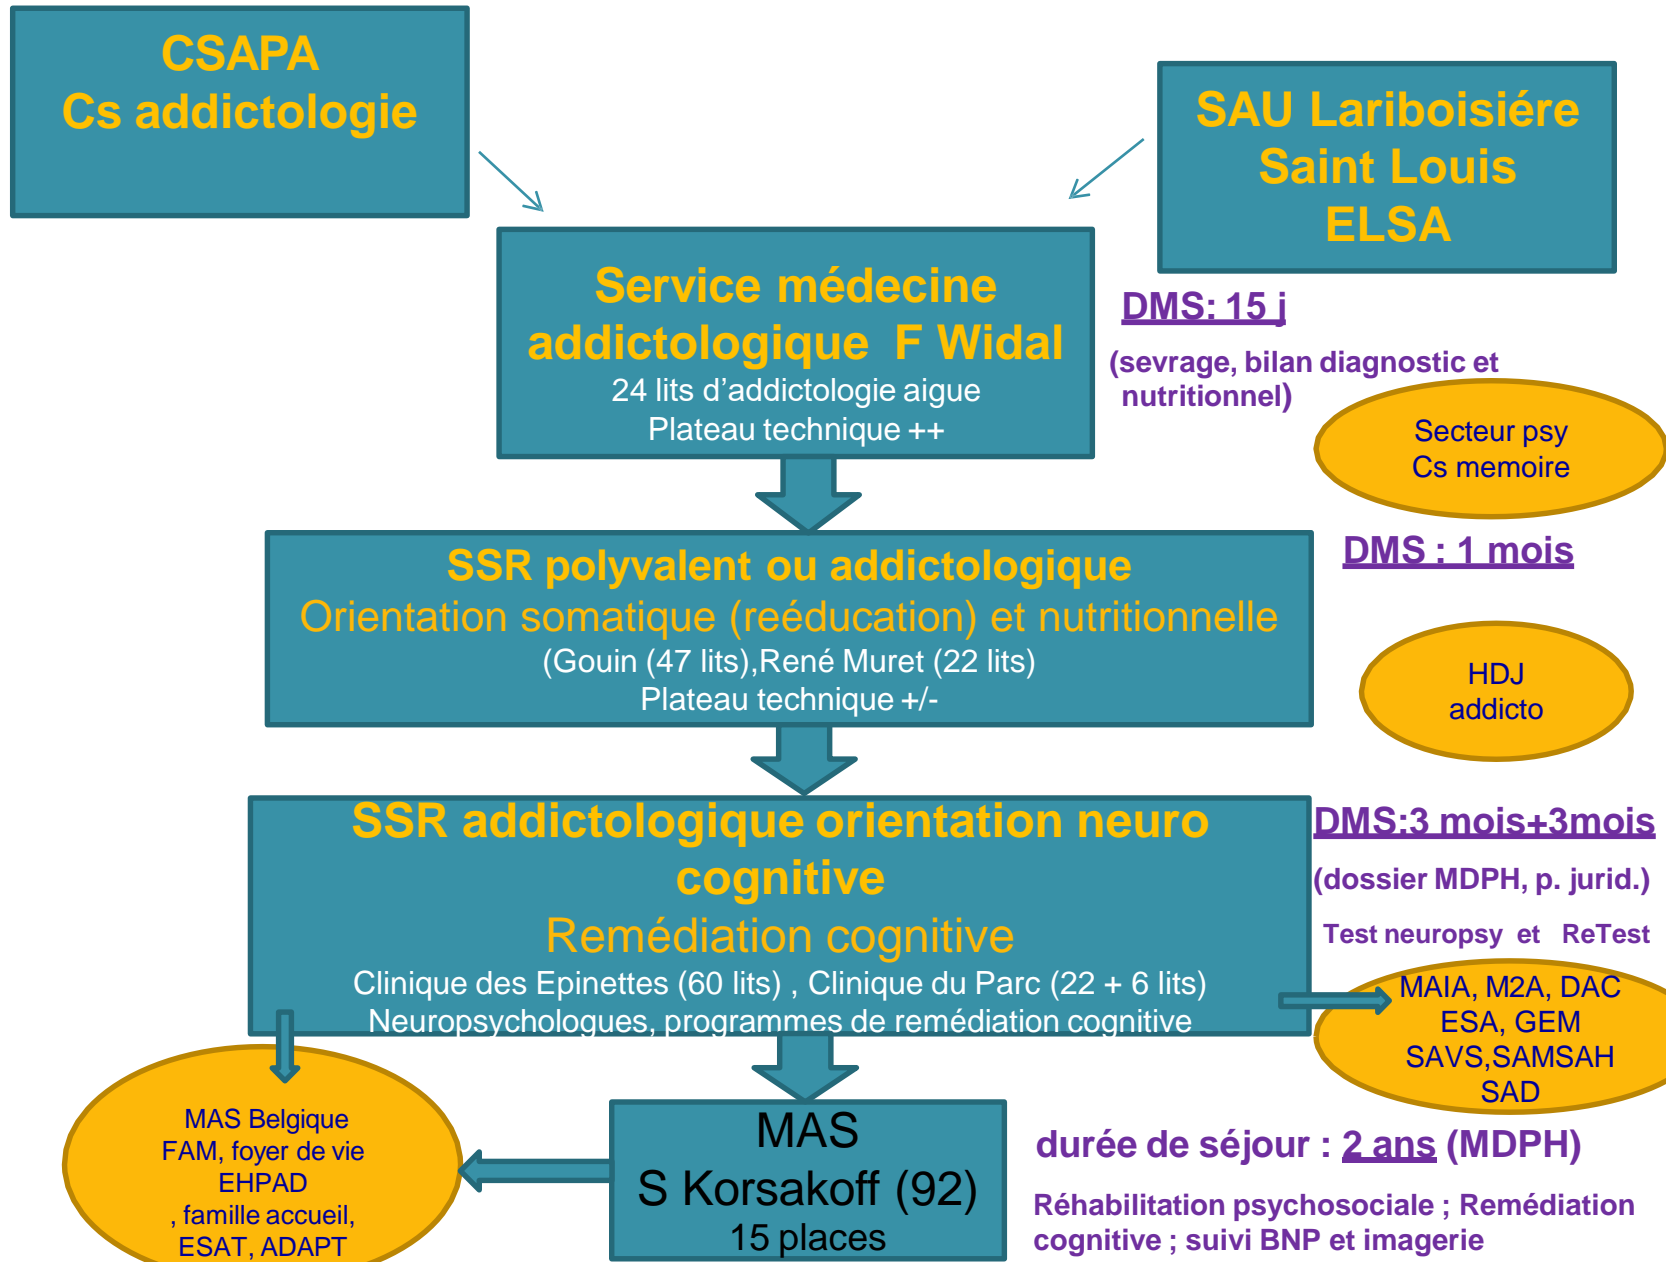 CSAPA
Cs addictologie
SAU Lariboisiére
Saint Louis
ELSA
Service médecine
addictologique F Widal
24 lits d’addictologie aigue
Plateau technique ++
DMS: 15 j
(sevrage, bilan diagnostic et
nutritionnel)
Secteur psy
Cs memoire
SSR polyvalent ou addictologique
Orientation somatique (reéducation) et nutritionnelle
(Gouin (47 lits),René Muret (22 lits)
Plateau technique +/-
DMS : 1 mois
HDJ
addicto
SSR addictologique orientation neuro
cognitive
Remédiation cognitive
Clinique des Epinettes (60 lits) , Clinique du Parc (22 + 6 lits)
Neuropsychologues, programmes de remédiation cognitive
DMS:3 mois+3mois
(dossier MDPH, p. jurid.)
Test neuropsy et ReTest
MAIA, M2A, DAC
ESA, GEM
SAVS,SAMSAH
SAD
MAS Belgique
FAM, foyer de vie
EHPAD
, famille accueil,
ESAT, ADAPT
MAS
S Korsakoff (92)
15 places
durée de séjour : 2 ans (MDPH)
Réhabilitation psychosociale ; Remédiation
cognitive ; suivi BNP et imagerie